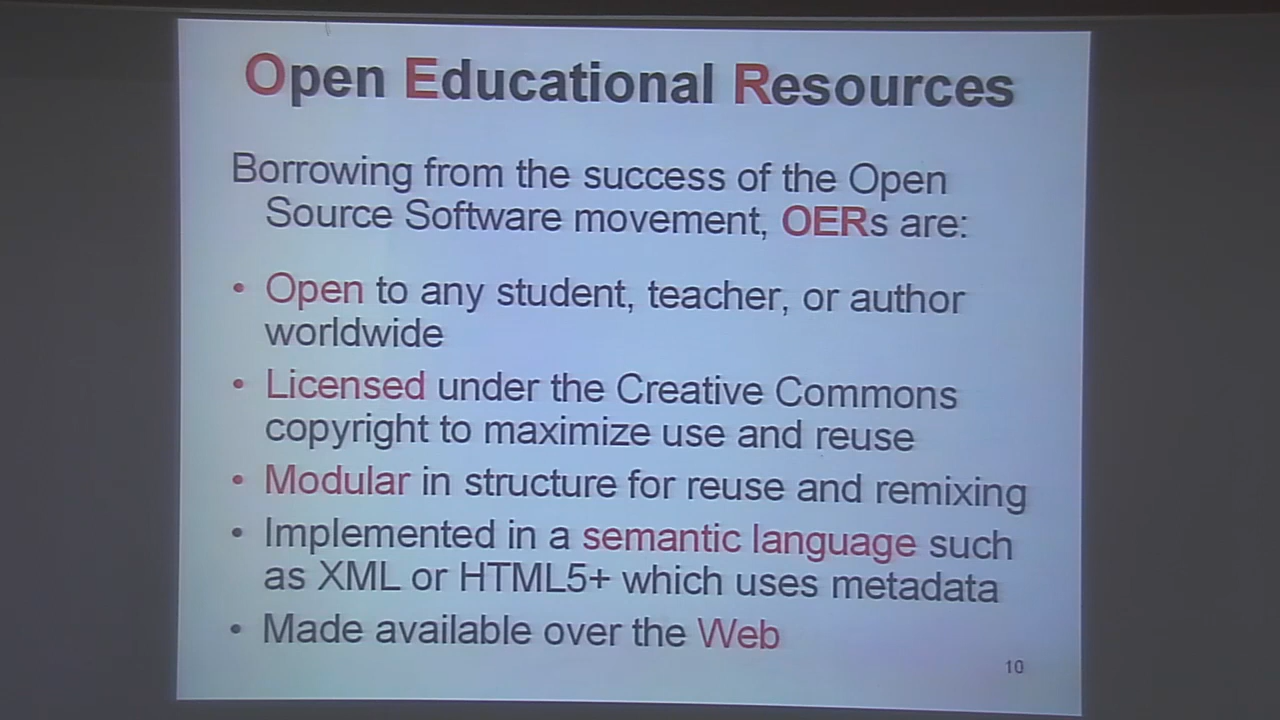 Open Educational Resources
Borrowing from the success of the Open
Source Software movement, OERs are:
• Open to any student, teacher, or author
worldwide
• Licensed under the Creative Commons
copyright to maximize use and reuse
• Modular in structure for reuse and remixing
• Implemented in a semantic language such
as XML or HTML5+ which uses metadata
• Made available over the Web
10